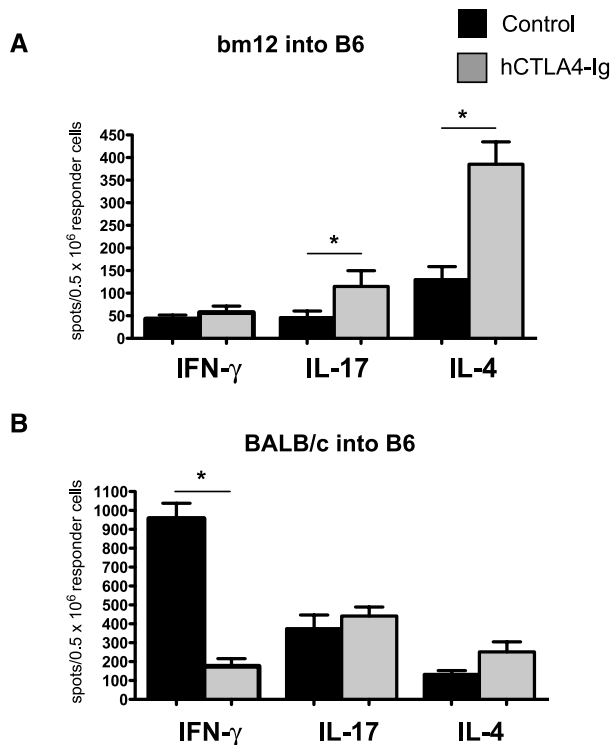 A
bm12 into B6
Control
hCTLA4-Ig
spots/0.5 x 10⁶ responder cells
450
400
350
300
250
200
150
100
50
0
*
*
IFN-γ IL-17 IL-4
B
BALB/c into B6
spots/0.5 x 10⁶ responder cells
1100
1000
900
800
700
600
500
400
300
200
100
0
*
IFN-γ IL-17 IL-4